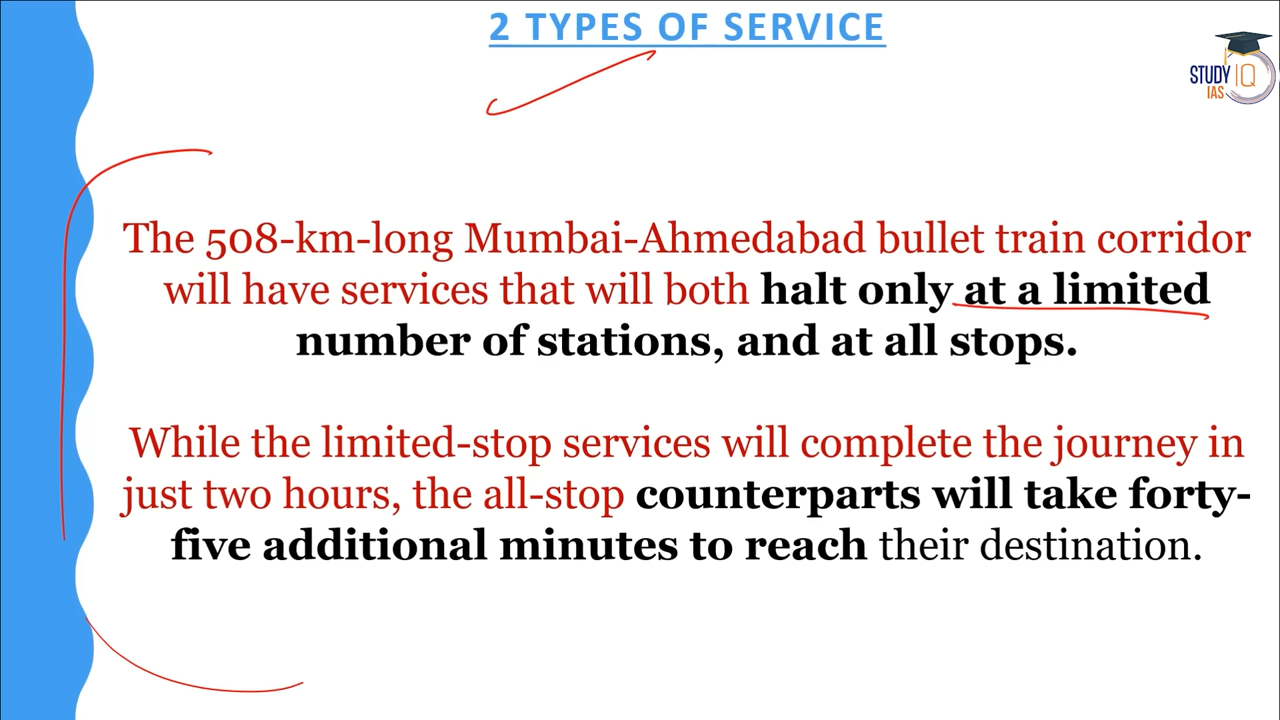 2 TYPES OF SERVICE
STUDY IQ
IAS
The 508-km-long Mumbai-Ahmedabad bullet train corridor
will have services that will both halt only at a limited
number of stations, and at all stops.
While the limited-stop services will complete the journey in
just two hours, the all-stop counterparts will take forty-
five additional minutes to reach their destination.